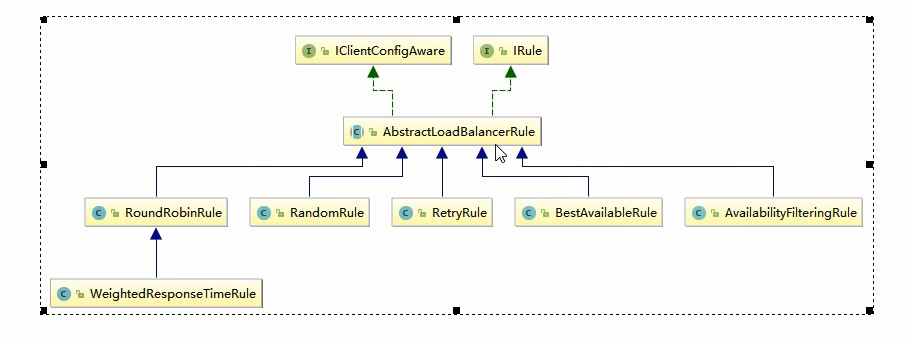 I IClientConfigAware
I IRule
C AbstractLoadBalancerRule
C RoundRobinRule
C RandomRule
C RetryRule
C BestAvailableRule
C AvailabilityFilteringRule
C WeightedResponseTimeRule